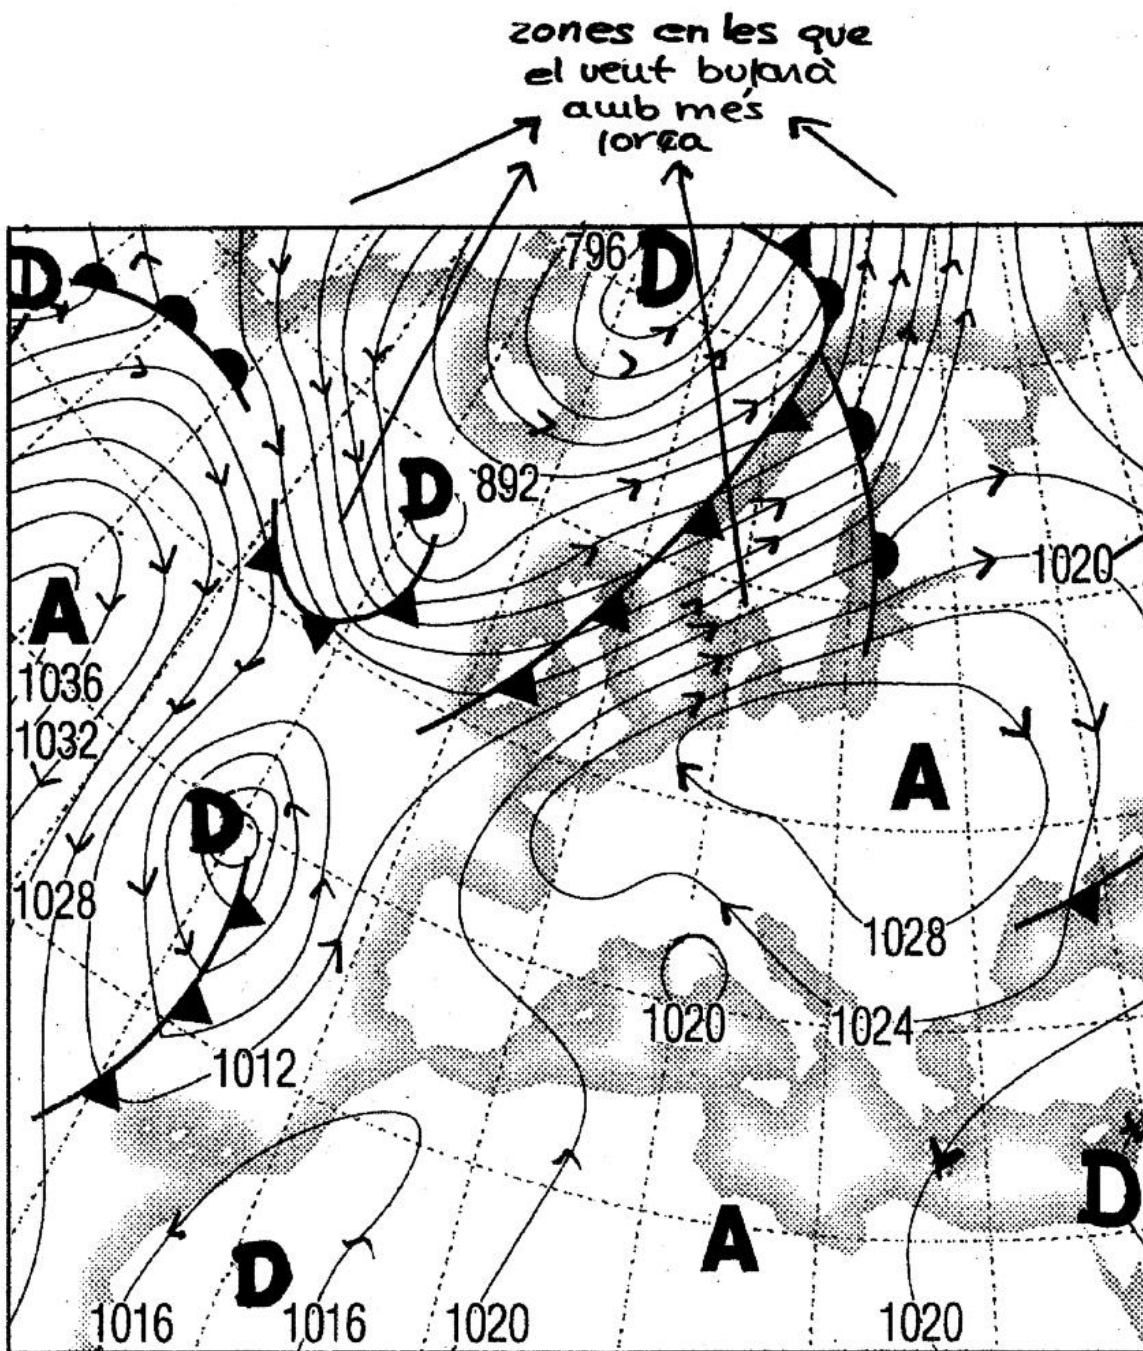 zones en les que
el vent bufarà
amb més
força
796
D
D
D
892
A
1020
1036
1032
A
D
1028
1028
1020
1024
1012
D
A
D
1016
1016
1020
1020